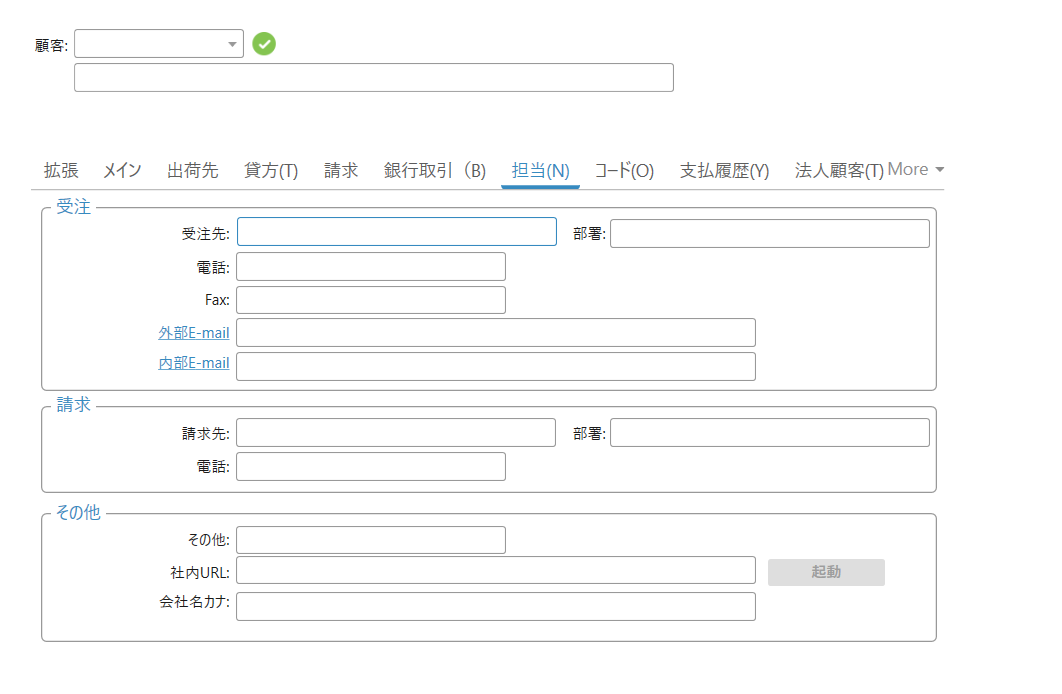 顧客:
拡張 メイン 出荷先 貸方(T) 請求 銀行取引（B) 担当(N) コード(O) 支払履歴(Y) 法人顧客(T) More
受注
受注先: 部署:
電話:
Fax:
外部E-mail
内部E-mail
請求
請求先: 部署:
電話:
その他
その他:
社内URL: 起動
会社名カナ: